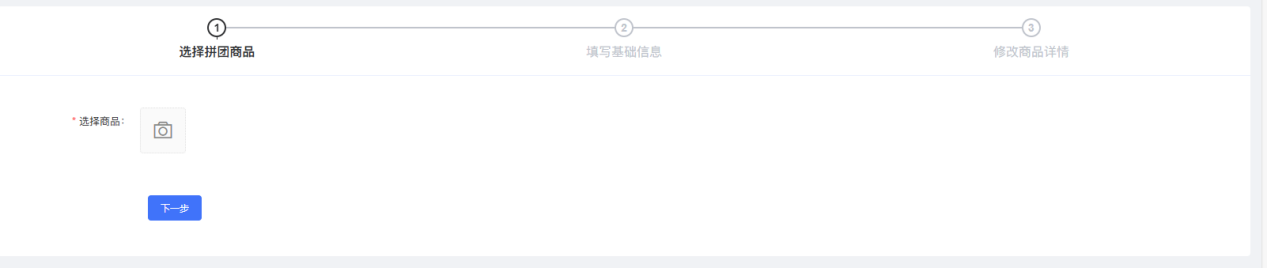 1
选择拼团商品
2
填写基础信息
3
修改商品详情
* 选择商品:
下一步